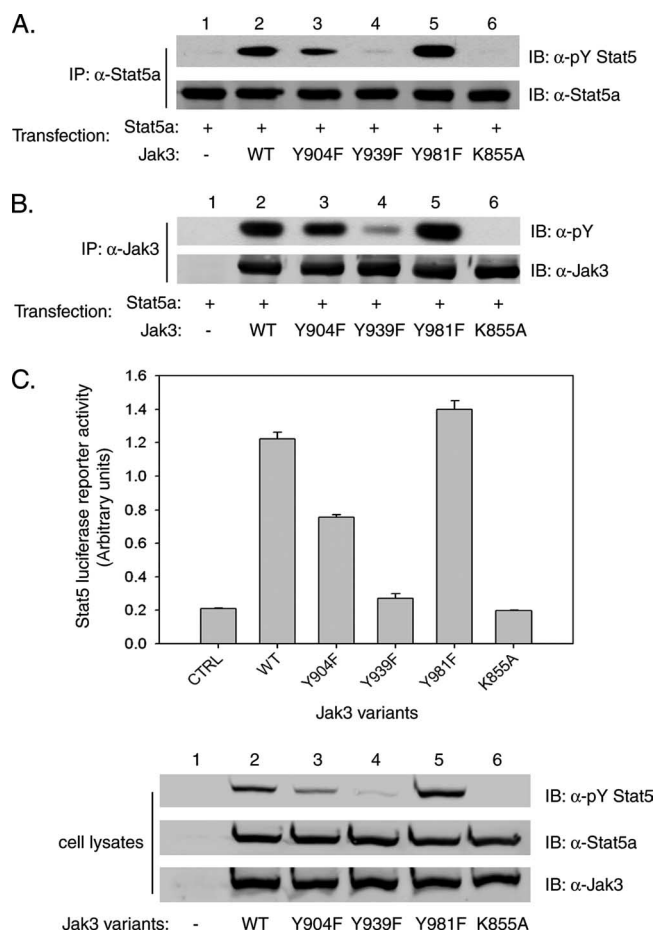 A.
1 2 3 4 5 6
IP: α-Stat5a
IB: α-pY Stat5
IB: α-Stat5a
Transfection:
Stat5a: + + + + + +
Jak3: - WT Y904F Y939F Y981F K855A
B.
1 2 3 4 5 6
IP: α-Jak3
IB: α-pY
IB: α-Jak3
Transfection:
Stat5a: + + + + + +
Jak3: - WT Y904F Y939F Y981F K855A
C.
Stat5 luciferase reporter activity
(Arbitrary units)
1.6
1.4
1.2
1.0
0.8
0.6
0.4
0.2
0.0
CTRL WT Y904F Y939F Y981F K855A
Jak3 variants
1 2 3 4 5 6
cell lysates
IB: α-pY Stat5
IB: α-Stat5a
IB: α-Jak3
Jak3 variants: - WT Y904F Y939F Y981F K855A